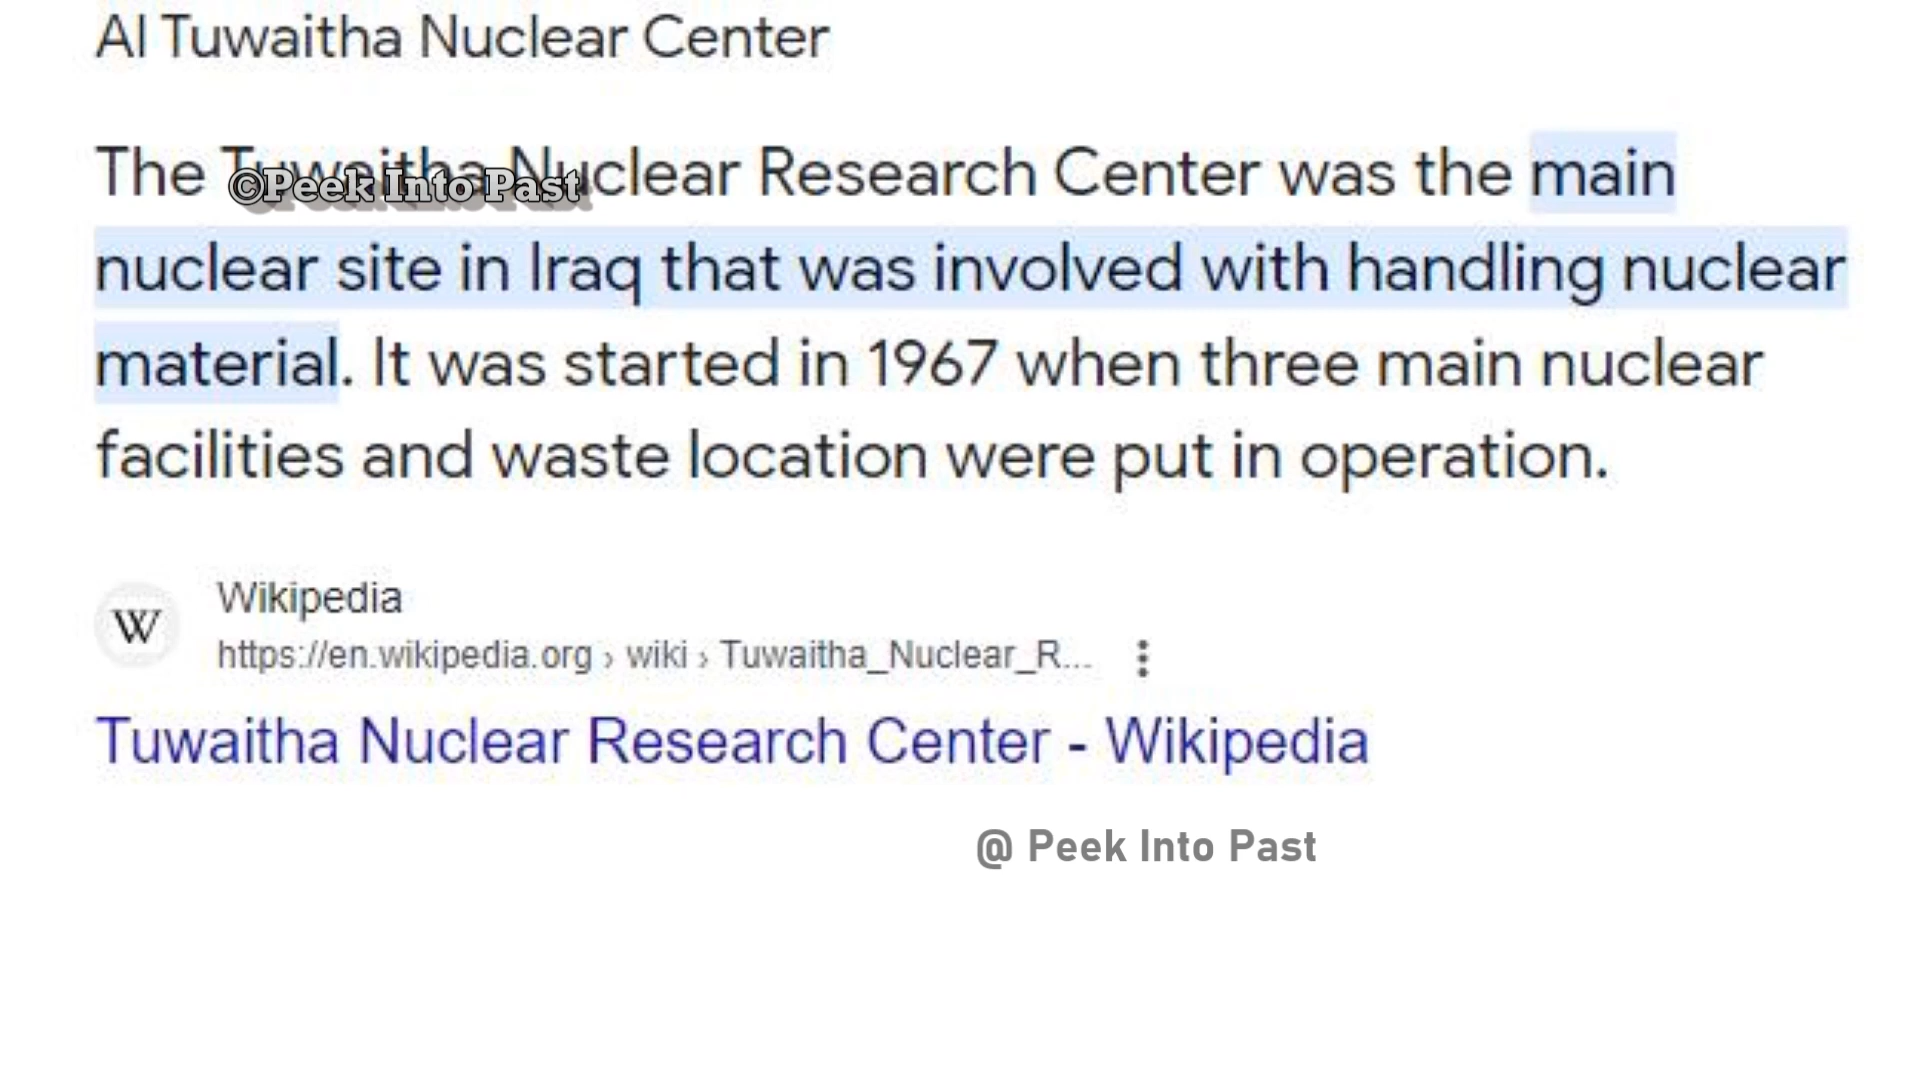 Al Tuwaitha Nuclear Center
The Tuwaitha Nuclear Research Center was the main
©Peek Into Past
nuclear site in Iraq that was involved with handling nuclear
material. It was started in 1967 when three main nuclear
facilities and waste location were put in operation.
W
Wikipedia
https://en.wikipedia.org › wiki › Tuwaitha_Nuclear_R...
Tuwaitha Nuclear Research Center - Wikipedia
@ Peek Into Past